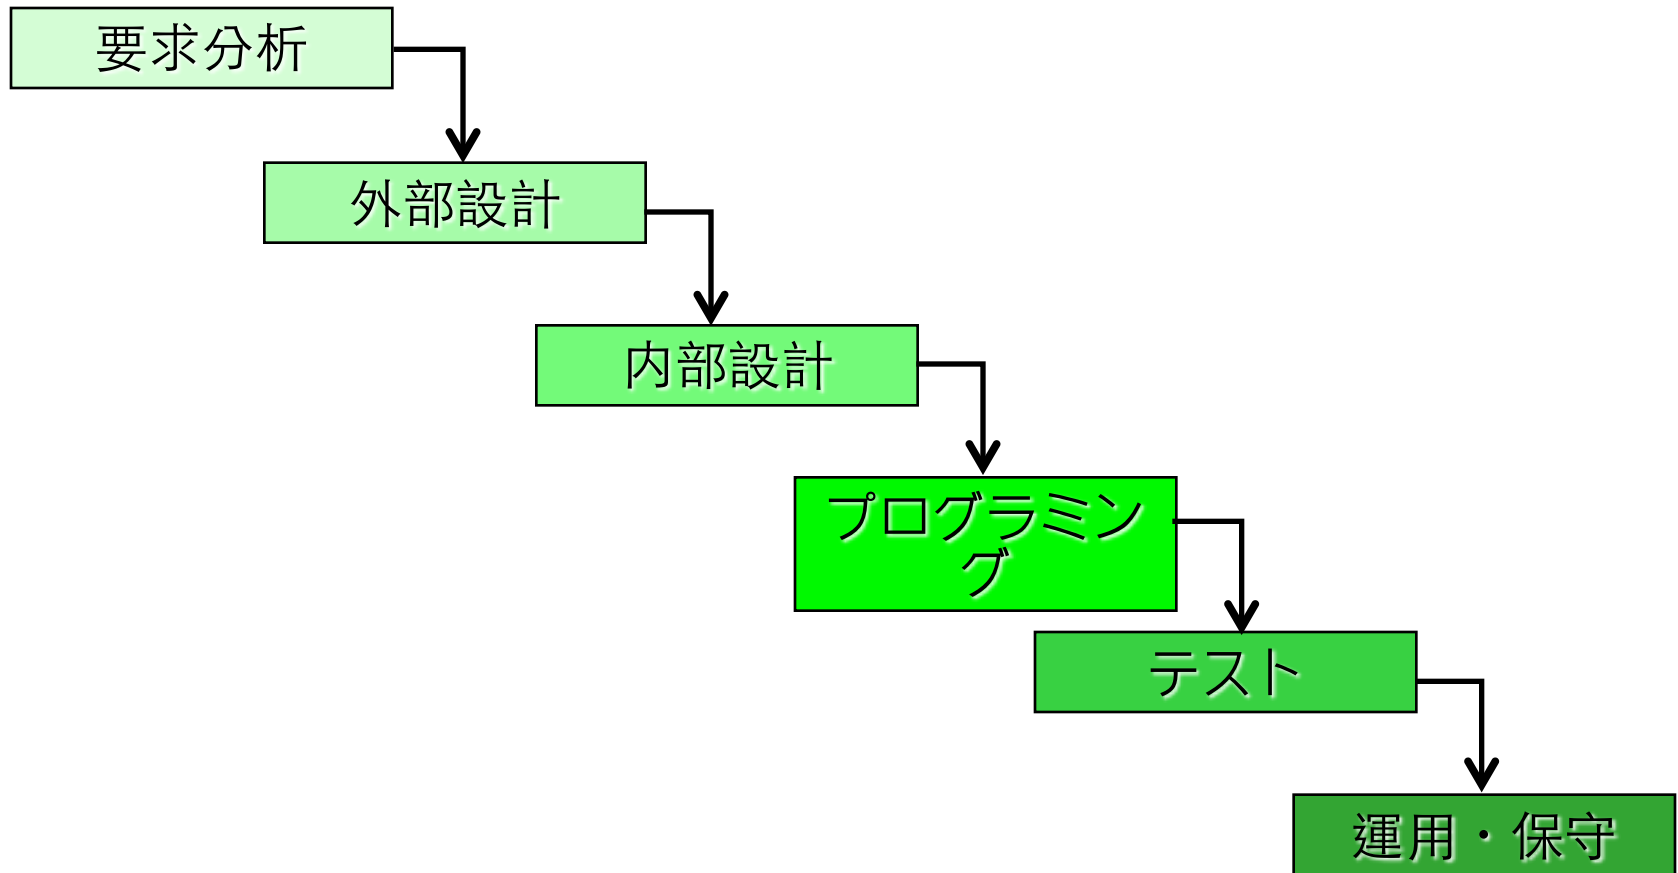 要求分析
外部設計
内部設計
プログラミン
グ
テスト
運用・保守